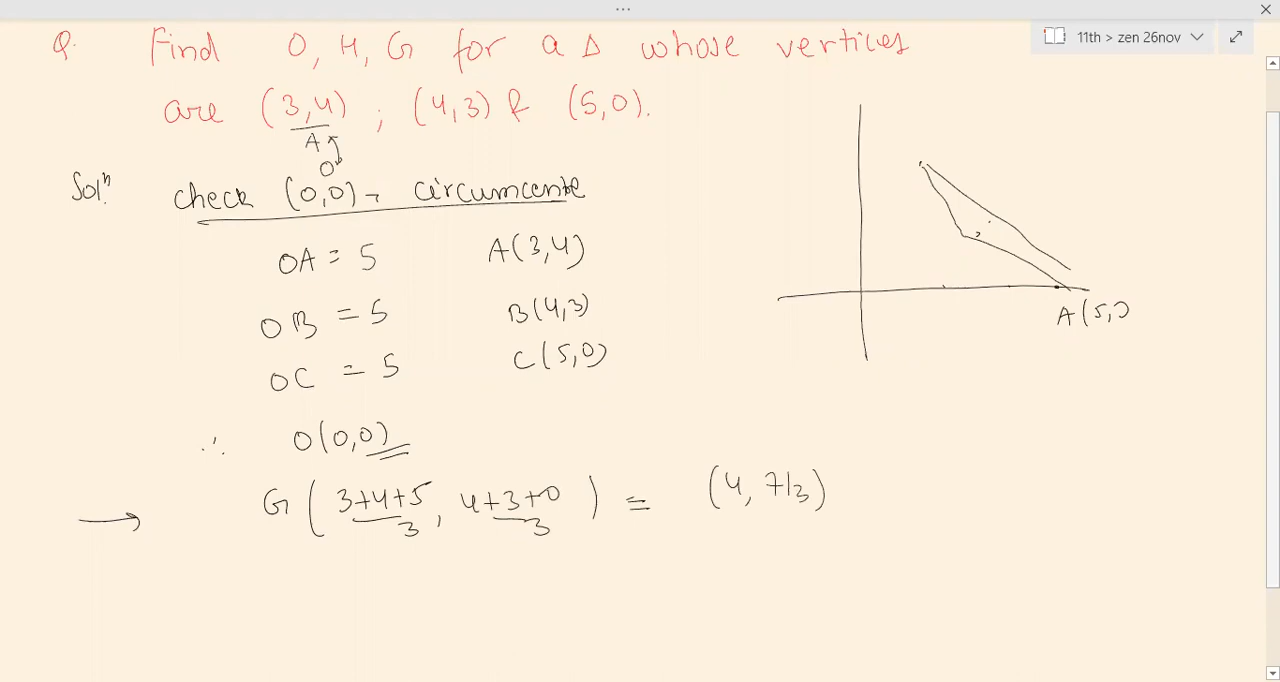 ...
Q. Find O, H, G for a Δ whose vertices
11th > zen 26nov
are (3,4) ; (4,3) & (5,0).
A
O
Solⁿ. check (0,0) → circumcente
OA = 5 A(3,4)
OB = 5 B(4,3)
OC = 5 C(5,0)
A(5,0
∴ O(0,0)
→ G ( 3+4+5/3 , 4+3+0/3 ) = (4, 7/3)